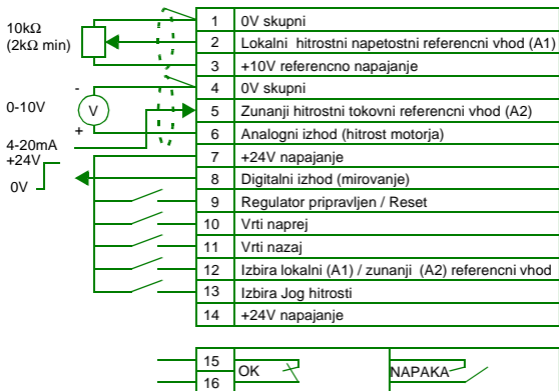 10kΩ
(2kΩ min)
0-10V
-
V
+
4-20mA
+24V
0V
1 0V skupni
2 Lokalni hitrostni napetostni referencni vhod (A1)
3 +10V referencno napajanje
4 0V skupni
5 Zunanji hitrostni tokovni referencni vhod (A2)
6 Analogni izhod (hitrost motorja)
7 +24V napajanje
8 Digitalni izhod (mirovanje)
9 Regulator pripravljen / Reset
10 Vrti naprej
11 Vrti nazaj
12 Izbira lokalni (A1) / zunanji (A2) referencni vhod
13 Izbira Jog hitrosti
14 +24V napajanje
15
16
OK
NAPAKA